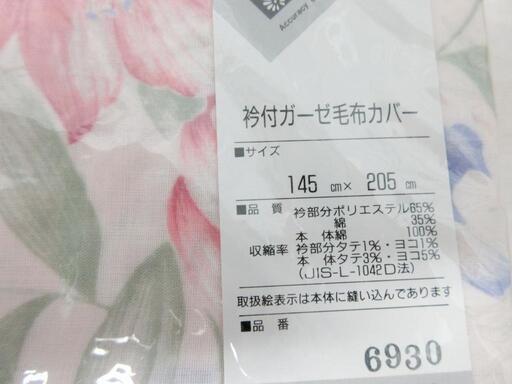 Accuracy
衿付ガーゼ毛布カバー
■サイズ
145cm×205cm
■品質 衿部分ポリエステル65%
綿 35%
本体綿 100%
収縮率 衿部分タテ1%・ヨコ1%
本体タテ3%・ヨコ5%
(JIS-L-1042D法)
取扱絵表示は本体に縫い込んであります
■品番
6930